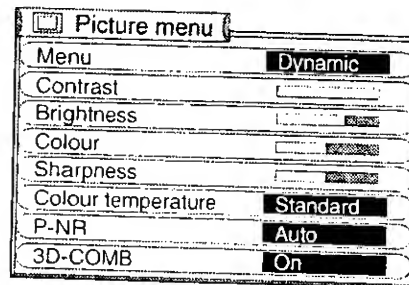 Picture menu
Menu Dynamic
Contrast
Brightness
Colour
Sharpness
Colour temperature Standard
P-NR Auto
3D-COMB On